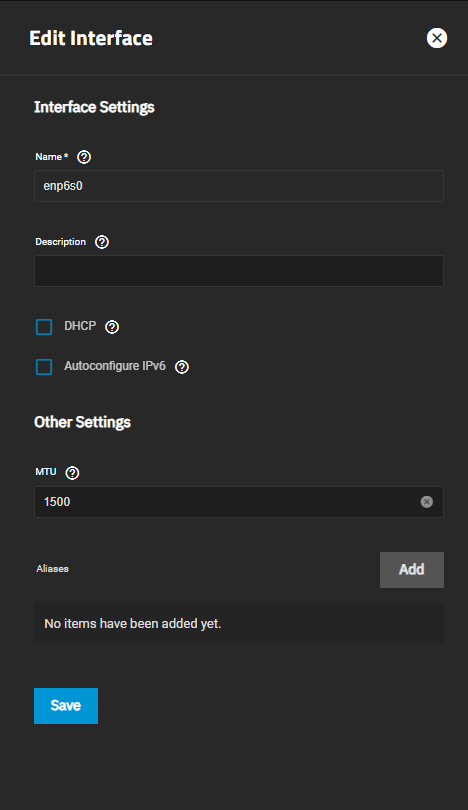 Edit Interface
Interface Settings
Name *
enp6s0
Description
DHCP
Autoconfigure IPv6
Other Settings
MTU
1500
Aliases
Add
No items have been added yet.
Save